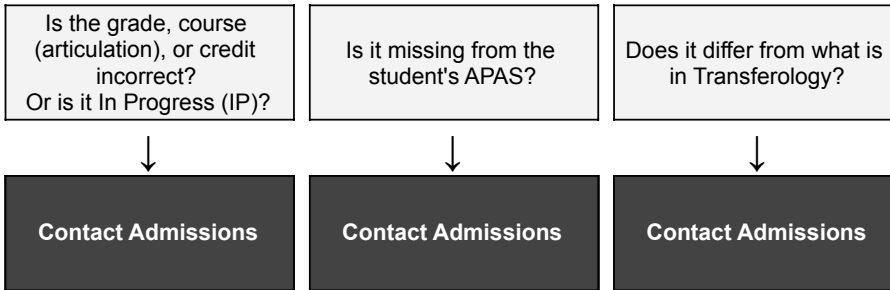 Is the grade, course
(articulation), or credit
incorrect?
Or is it In Progress (IP)?
Is it missing from the
student's APAS?
Does it differ from what is
in Transferology?
Contact Admissions
Contact Admissions
Contact Admissions